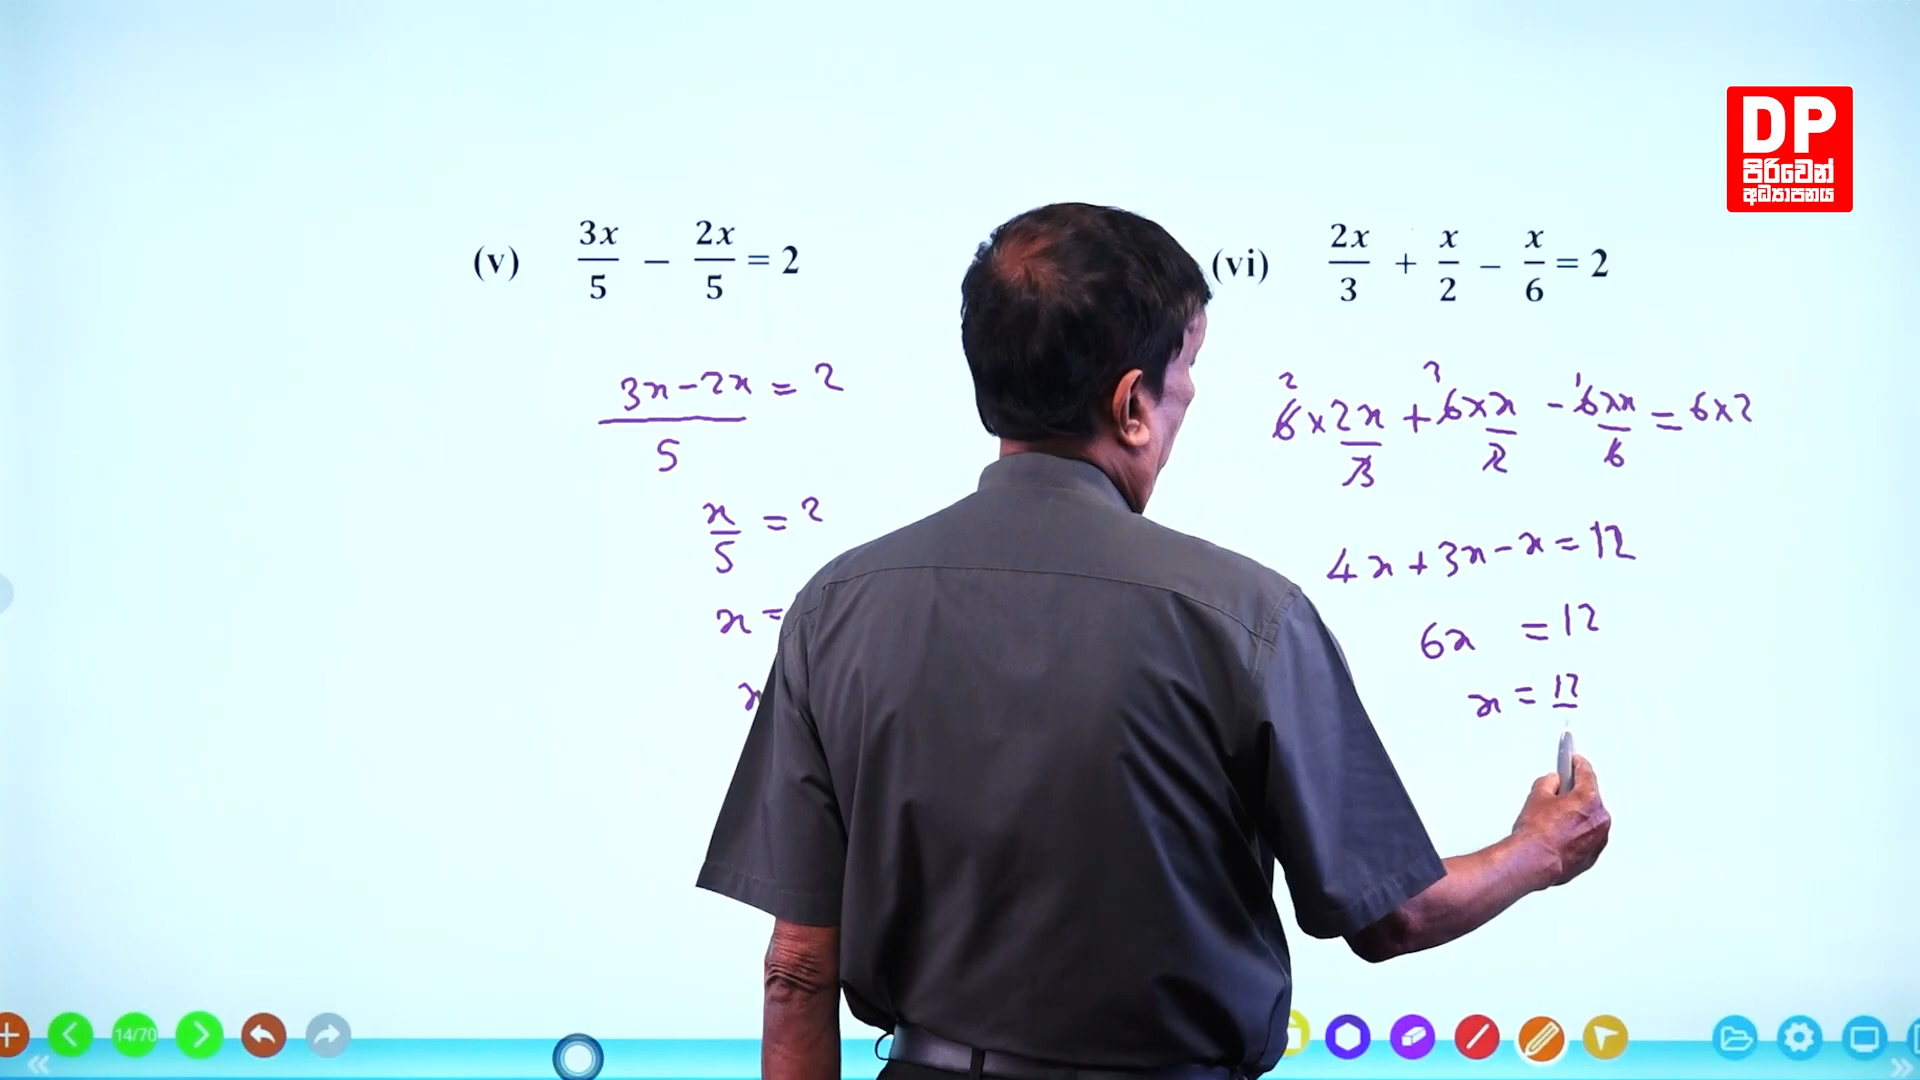 DP
පිරිවෙන්
අධ්‍යාපනය
(v) 3x/5 − 2x/5 = 2
3x − 2x / 5 = 2
x/5 = 2
x =
x
(vi) 2x/3 + x/2 − x/6 = 2
2 3 1
6 × 2x/3 + 6 × x/2 − 6 × x/6 = 6 × 2
4x + 3x − x = 12
6x = 12
x = 12
14/70